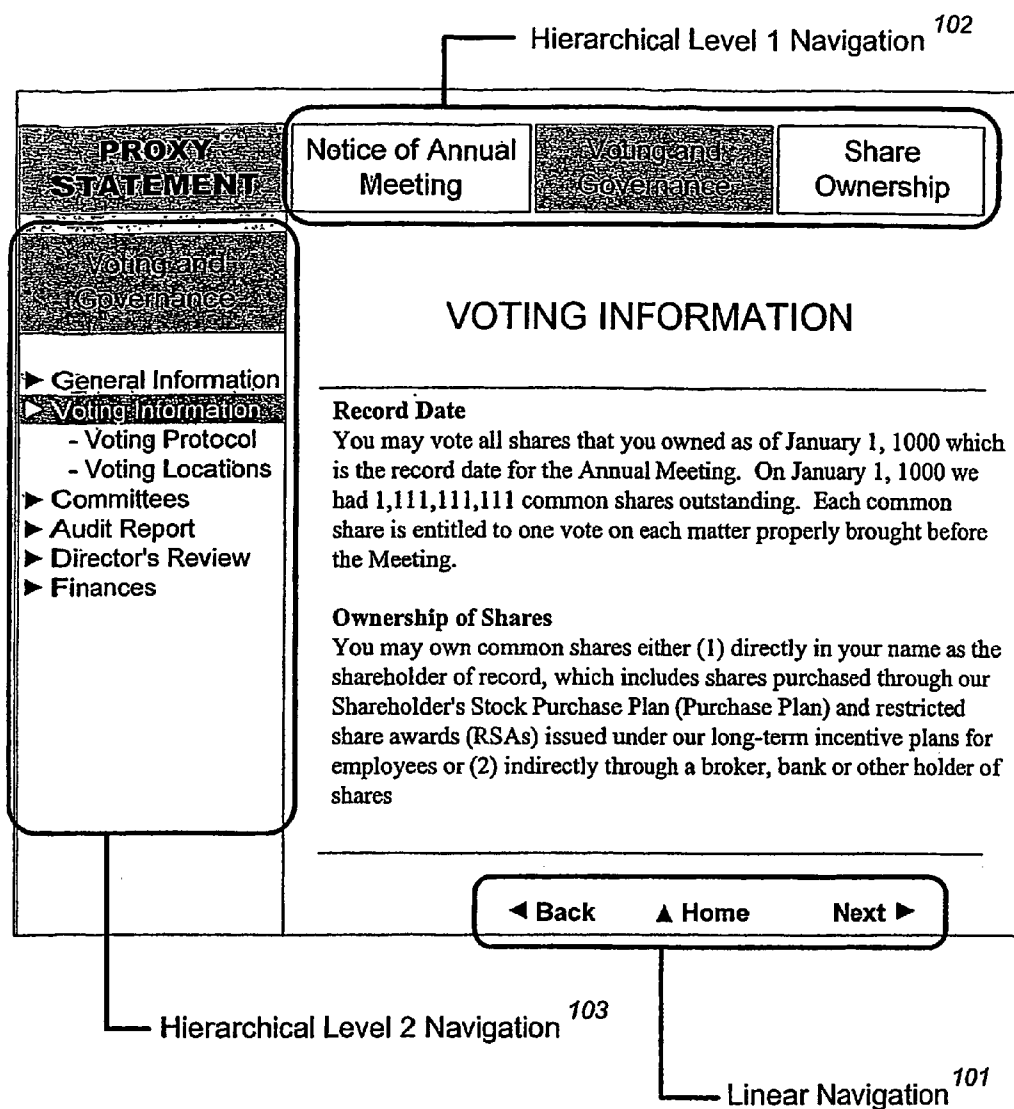 Hierarchical Level 1 Navigation 102
PROXY
STATEMENT
Notice of Annual
Meeting
Voting and
Governance
Share
Ownership
Voting and
Governance
► General Information
► Voting Information
- Voting Protocol
- Voting Locations
► Committees
► Audit Report
► Director's Review
► Finances
VOTING INFORMATION
Record Date
You may vote all shares that you owned as of January 1, 1000 which
is the record date for the Annual Meeting. On January 1, 1000 we
had 1,111,111,111 common shares outstanding. Each common
share is entitled to one vote on each matter properly brought before
the Meeting.
Ownership of Shares
You may own common shares either (1) directly in your name as the
shareholder of record, which includes shares purchased through our
Shareholder's Stock Purchase Plan (Purchase Plan) and restricted
share awards (RSAs) issued under our long-term incentive plans for
employees or (2) indirectly through a broker, bank or other holder of
shares
◄ Back ▲ Home Next ►
Hierarchical Level 2 Navigation 103
Linear Navigation 101